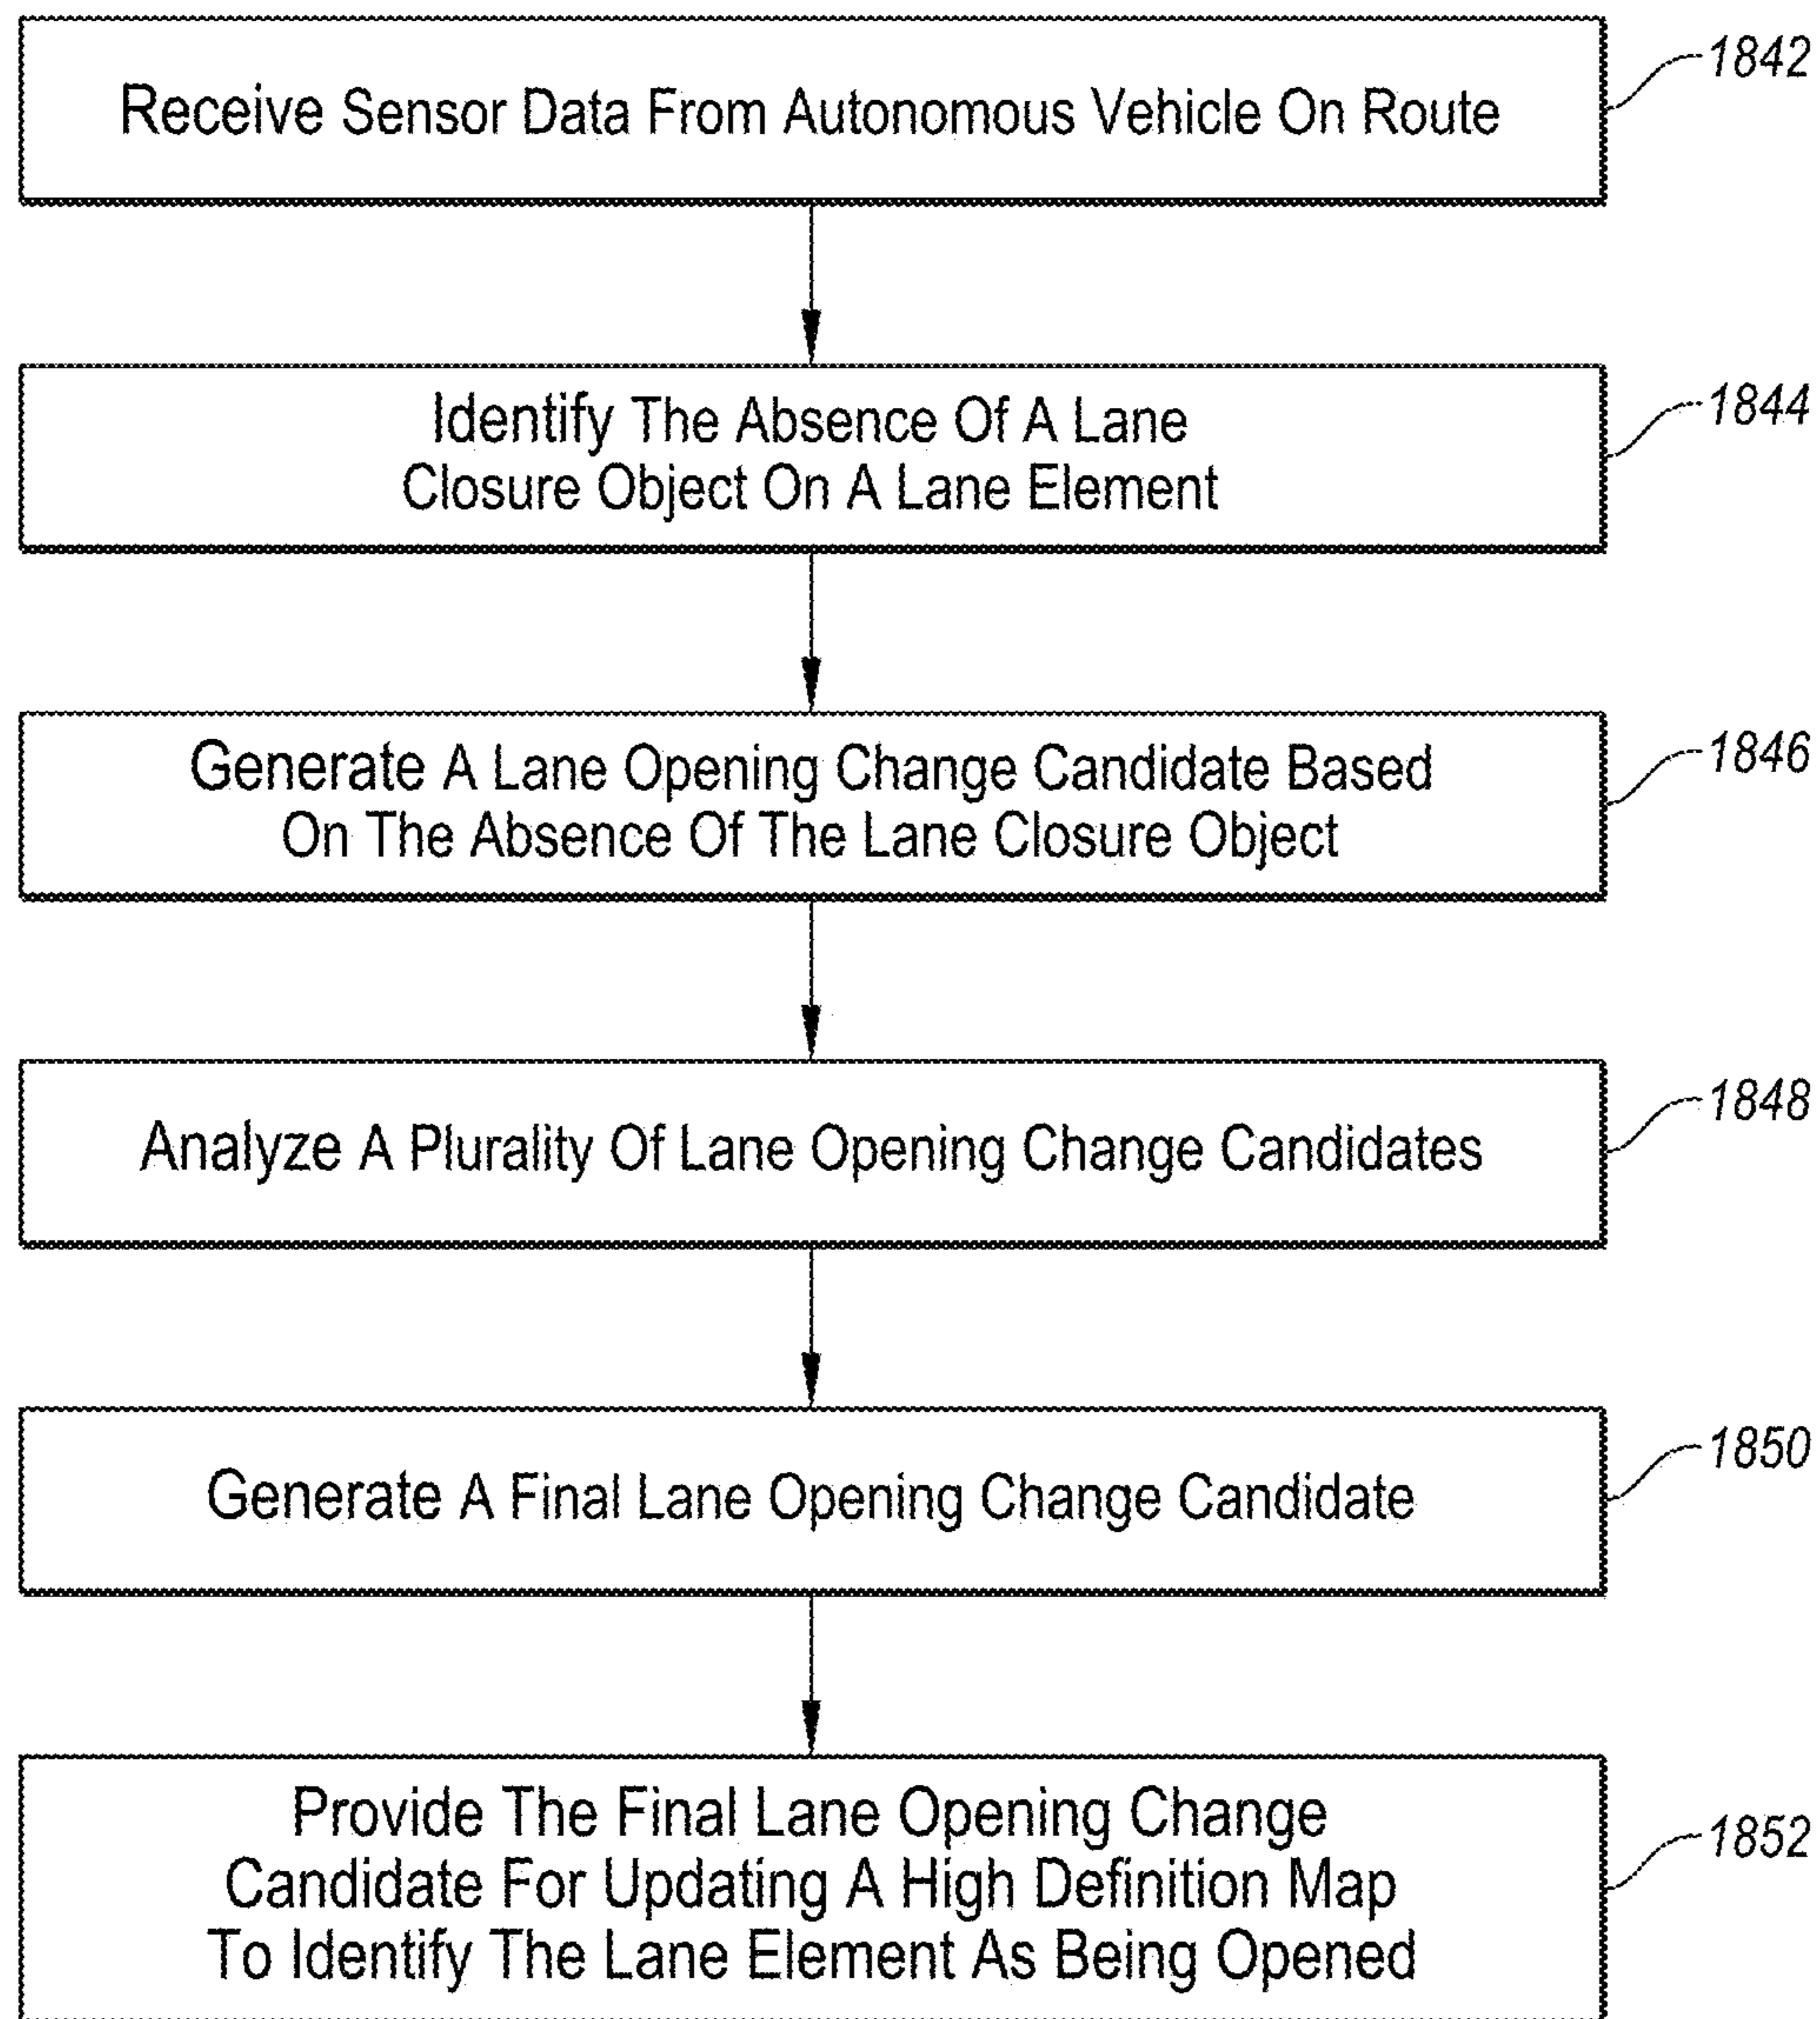 Receive Sensor Data From Autonomous Vehicle On Route
1842
Identify The Absence Of A Lane
Closure Object On A Lane Element
1844
Generate A Lane Opening Change Candidate Based
On The Absence Of The Lane Closure Object
1846
Analyze A Plurality Of Lane Opening Change Candidates
1848
Generate A Final Lane Opening Change Candidate
1850
Provide The Final Lane Opening Change
Candidate For Updating A High Definition Map
To Identify The Lane Element As Being Opened
1852